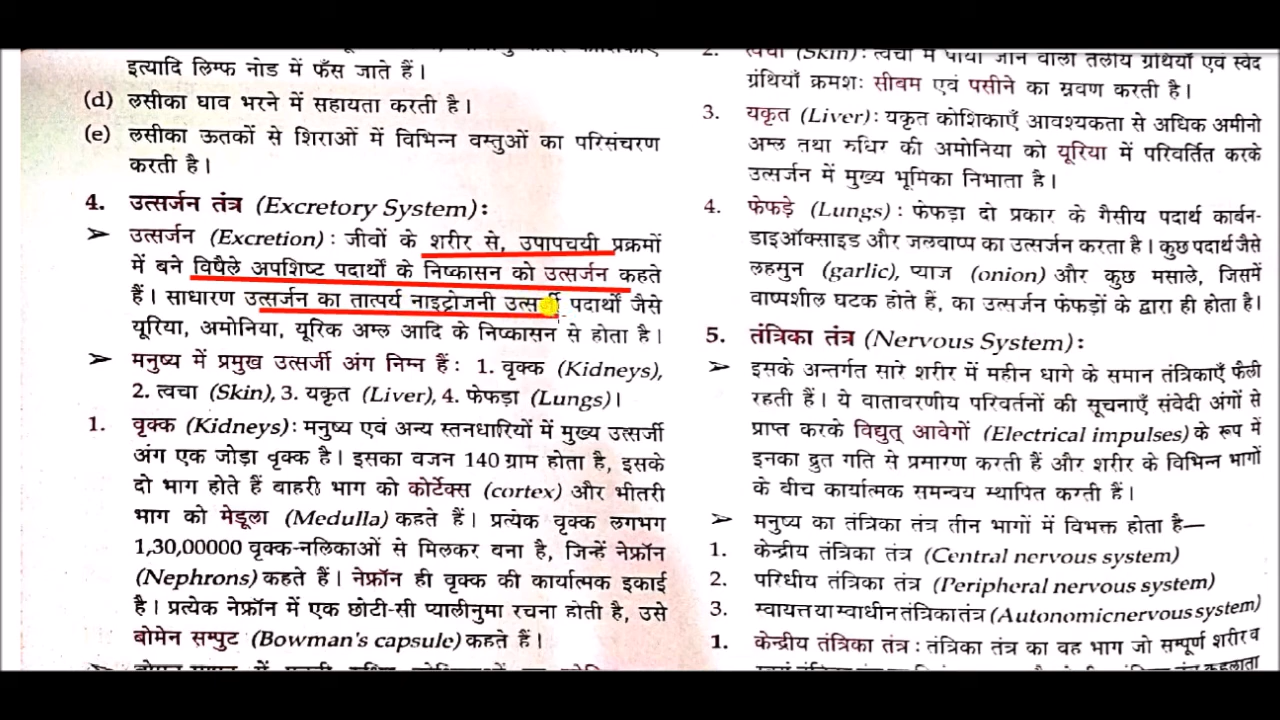 इत्यादि लिम्फ नोड में फँस जाते हैं।
(d) लसीका घाव भरने में सहायता करती है।
(e) लसीका ऊतकों से शिराओं में विभिन्न वस्तुओं का परिसंचरण
करती है।
4. उत्सर्जन तंत्र (Excretory System):
➤ उत्सर्जन (Excretion) : जीवों के शरीर से, उपापचयी प्रक्रमों
में बने विषैले अपशिष्ट पदार्थों के निष्कासन को उत्सर्जन कहते
हैं। साधारण उत्सर्जन का तात्पर्य नाइट्रोजनी उत्सर्जी पदार्थों जैसे
यूरिया, अमोनिया, यूरिक अम्ल आदि के निष्कासन से होता है।
➤ मनुष्य में प्रमुख उत्सर्जी अंग निम्न हैं : 1. वृक्क (Kidneys),
2. त्वचा (Skin), 3. यकृत (Liver), 4. फेफड़ा (Lungs)।
1. वृक्क (Kidneys) : मनुष्य एवं अन्य स्तनधारियों में मुख्य उत्सर्जी
अंग एक जोड़ा वृक्क है। इसका वजन 140 ग्राम होता है, इसके
दो भाग होते हैं बाहरी भाग को कोर्टेक्स (cortex) और भीतरी
भाग को मेडूला (Medulla) कहते हैं। प्रत्येक वृक्क लगभग
1,30,00000 वृक्क-नलिकाओं से मिलकर बना है, जिन्हें नेफ्रॉन
(Nephrons) कहते हैं। नेफ्रॉन ही वृक्क की कार्यात्मक इकाई
है। प्रत्येक नेफ्रॉन में एक छोटी-सी प्यालीनुमा रचना होती है, उसे
बोमेन सम्पुट (Bowman's capsule) कहते हैं।
2. त्वचा (Skin) : त्वचा में पाया जाने वाला तैलीय ग्रंथियाँ एवं स्वेद
ग्रंथियाँ क्रमशः सीबम एवं पसीने का स्रवण करती है।
3. यकृत (Liver) : यकृत कोशिकाएँ आवश्यकता से अधिक अमीनो
अम्ल तथा रुधिर की अमोनिया को यूरिया में परिवर्तित करके
उत्सर्जन में मुख्य भूमिका निभाता है।
4. फेफड़े (Lungs) : फेफड़ा दो प्रकार के गैसीय पदार्थ कार्बन-
डाइऑक्साइड और जलवाष्प का उत्सर्जन करता है। कुछ पदार्थ जैसे
लहमुन (garlic), प्याज (onion) और कुछ मसाले, जिसमें
वाष्पशील घटक होते हैं, का उत्सर्जन फेफड़ों के द्वारा ही होता है।
5. तंत्रिका तंत्र (Nervous System):
➤ इसके अन्तर्गत सारे शरीर में महीन धागे के समान तंत्रिकाएँ फैली
रहती हैं। ये वातावरणीय परिवर्तनों की सूचनाएँ संवेदी अंगों से
प्राप्त करके विद्युत् आवेगों (Electrical impulses) के रूप में
इनका द्रुत गति से प्रमारण करती हैं और शरीर के विभिन्न भागों
के बीच कार्यात्मक समन्वय स्थापित करती हैं।
➤ मनुष्य का तंत्रिका तंत्र तीन भागों में विभक्त होता है—
1. केन्द्रीय तंत्रिका तंत्र (Central nervous system)
2. परिधीय तंत्रिका तंत्र (Peripheral nervous system)
3. स्वायत्त या स्वाधीन तंत्रिका तंत्र (Autonomic nervous system)
1. केन्द्रीय तंत्रिका तंत्र : तंत्रिका तंत्र का वह भाग जो सम्पूर्ण शरीर व